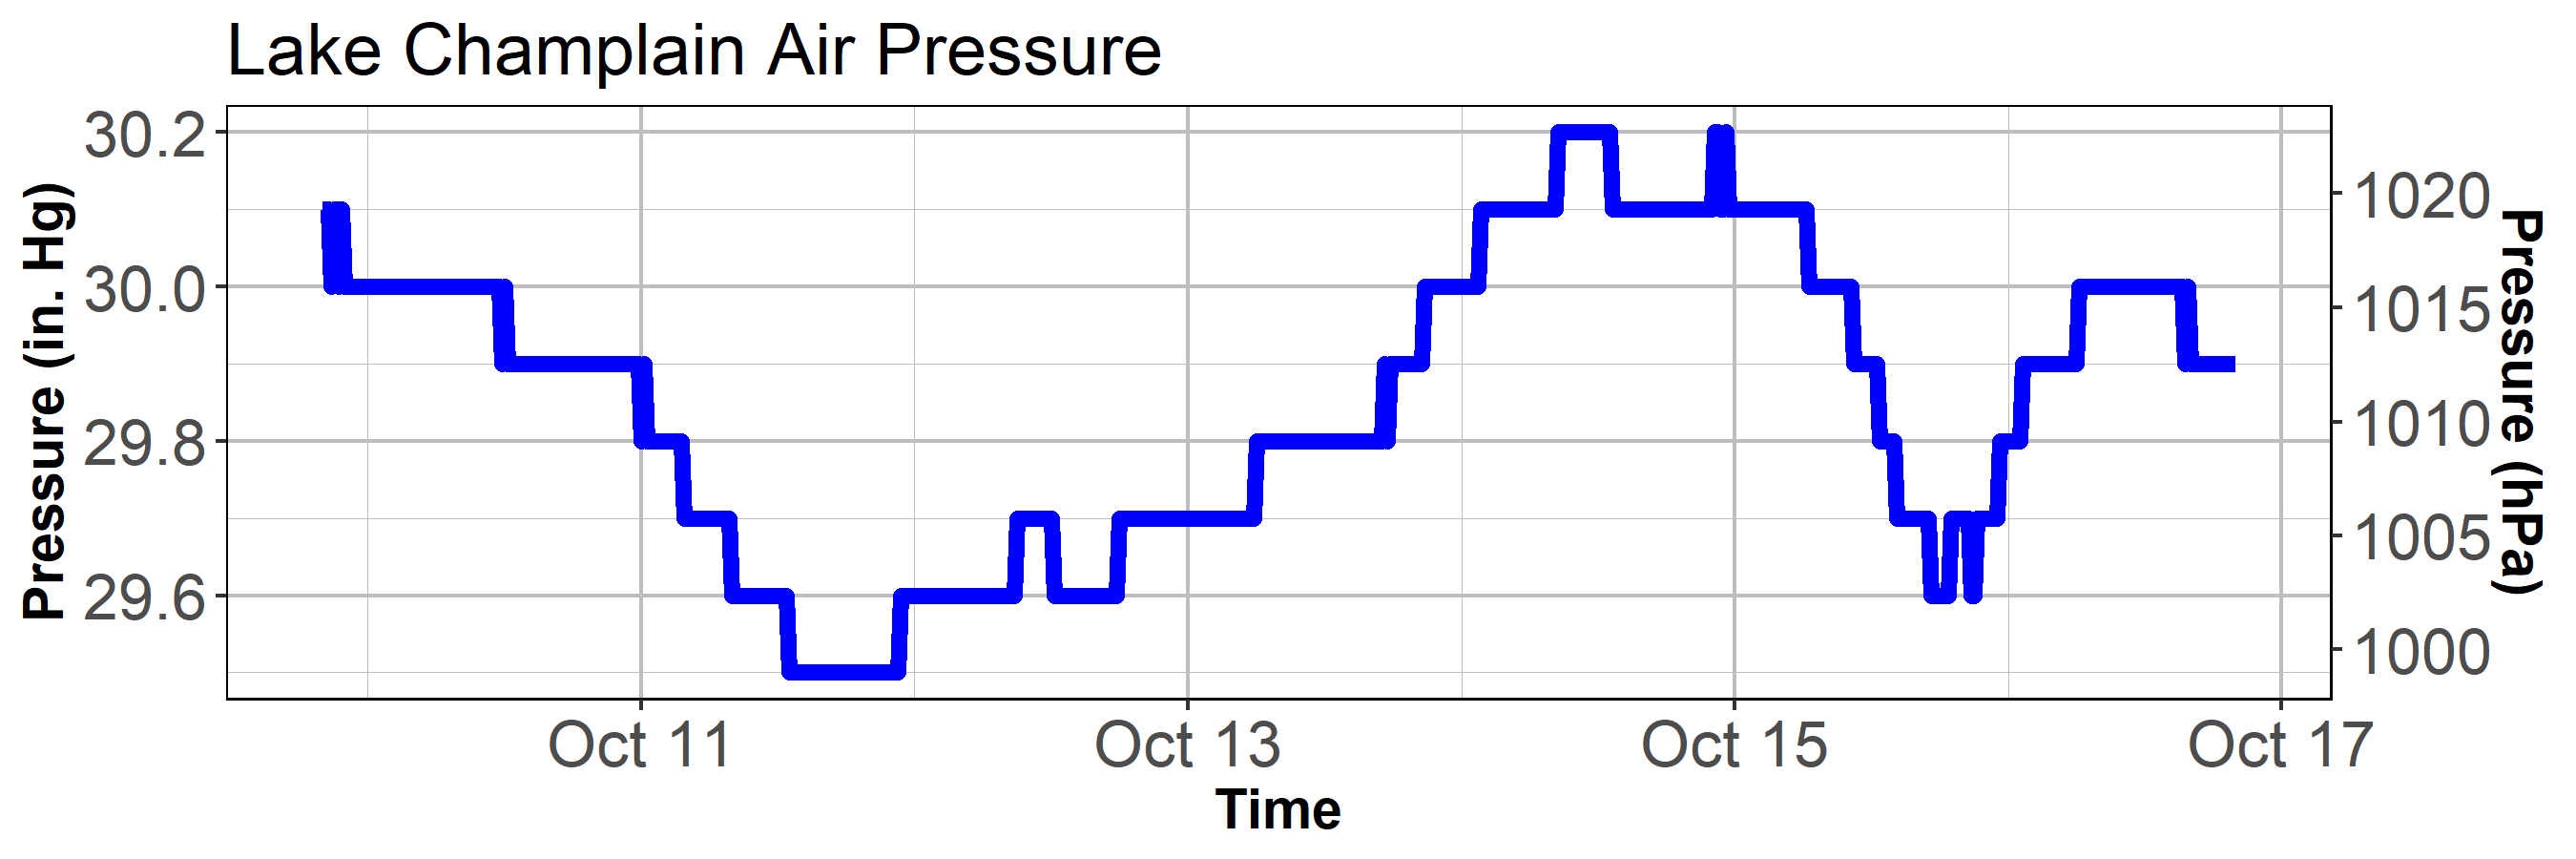 Lake Champlain Air Pressure
30.2
30.0
29.8
29.6
Pressure (in. Hg)
1020
1015
1010
1005
1000
Pressure (hPa)
Oct 11
Oct 13
Oct 15
Oct 17
Time